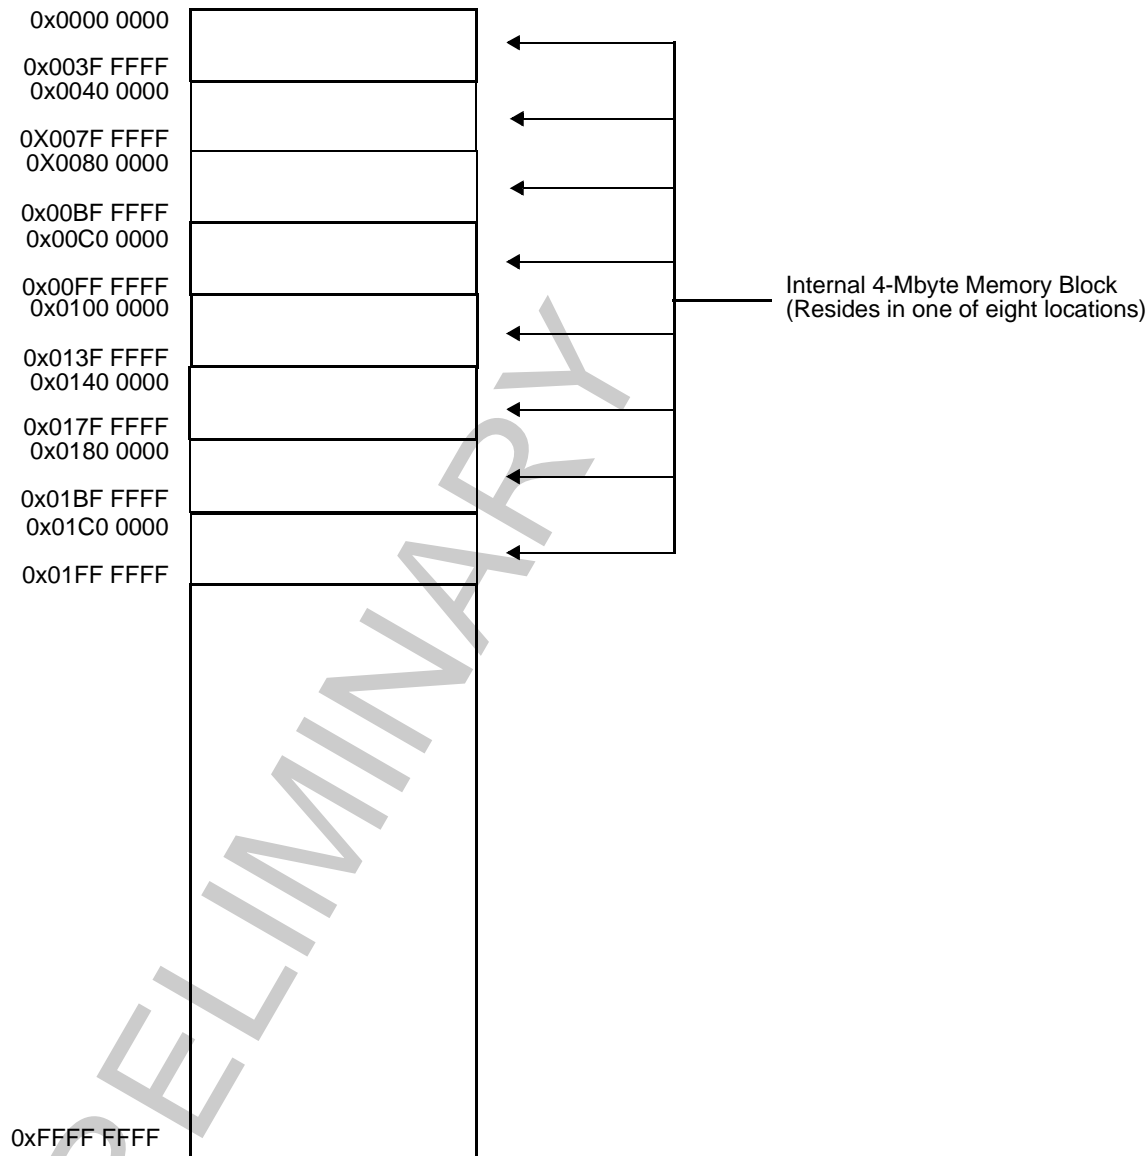 0x0000 0000
0x003F FFFF
0x0040 0000
0X007F FFFF
0X0080 0000
0x00BF FFFF
0x00C0 0000
0x00FF FFFF
0x0100 0000
0x013F FFFF
0x0140 0000
0x017F FFFF
0x0180 0000
0x01BF FFFF
0x01C0 0000
0x01FF FFFF
0xFFFF FFFF
Internal 4-Mbyte Memory Block
(Resides in one of eight locations)
RELIMINARY